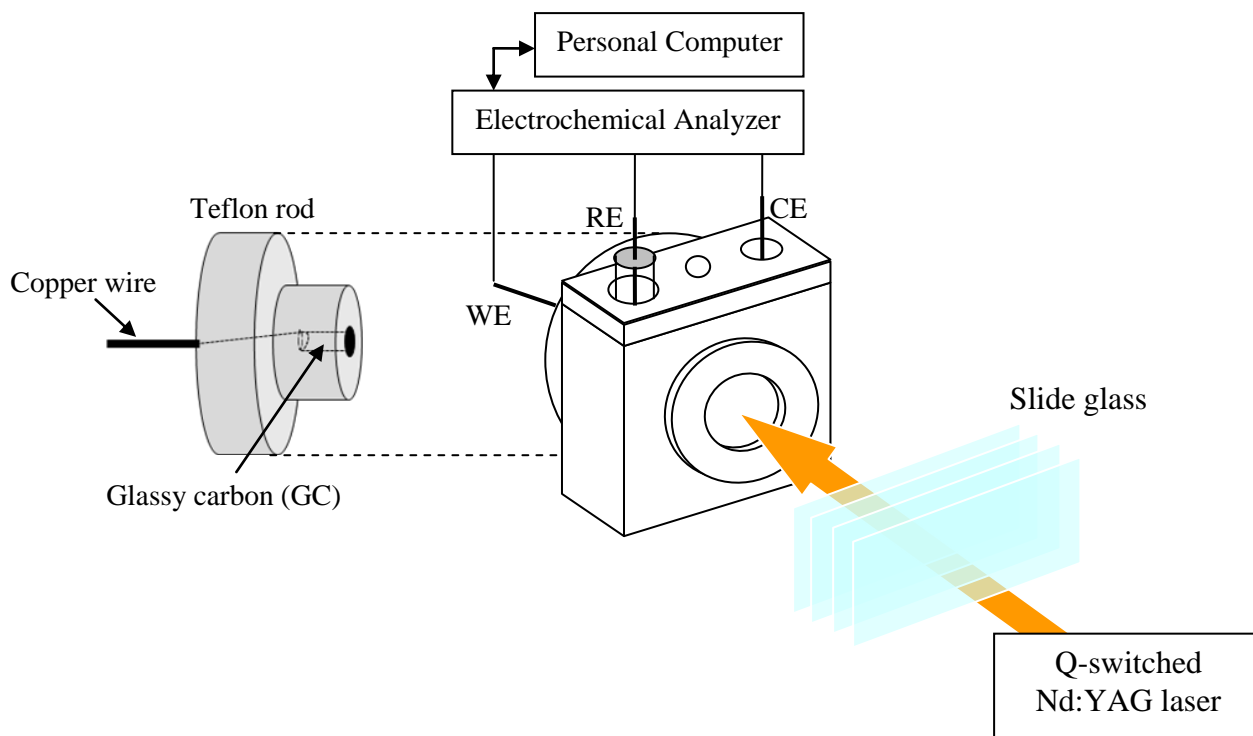 Personal Computer
Electrochemical Analyzer
Teflon rod
RE
CE
Copper wire
WE
Slide glass
Glassy carbon (GC)
Q-switched
Nd:YAG laser